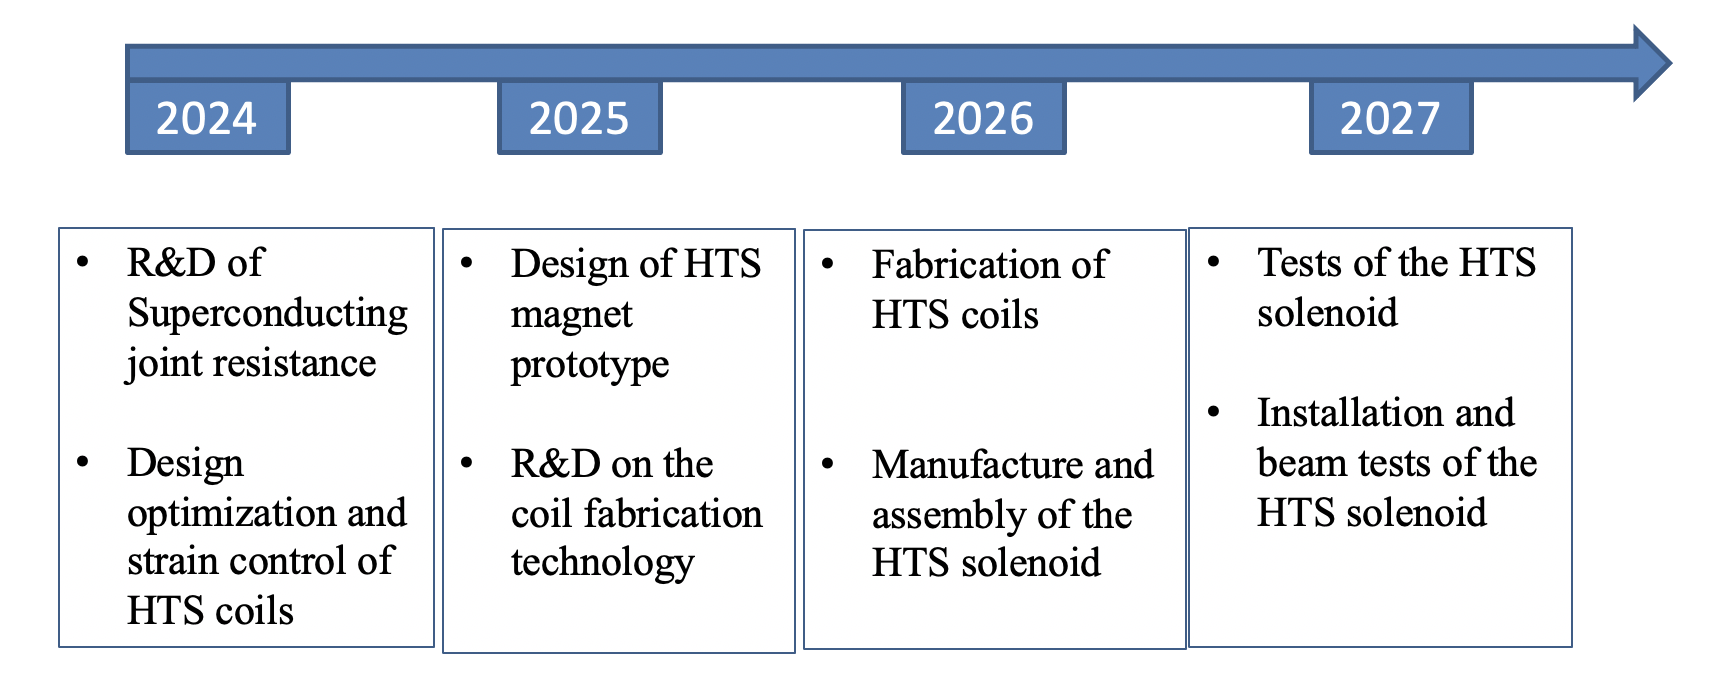 2024
2025
2026
2027
• R&D of
Superconducting
joint resistance
• Design
optimization and
strain control of
HTS coils
• Design of HTS
magnet
prototype
• R&D on the
coil fabrication
technology
• Fabrication of
HTS coils
• Manufacture and
assembly of the
HTS solenoid
• Tests of the HTS
solenoid
• Installation and
beam tests of the
HTS solenoid